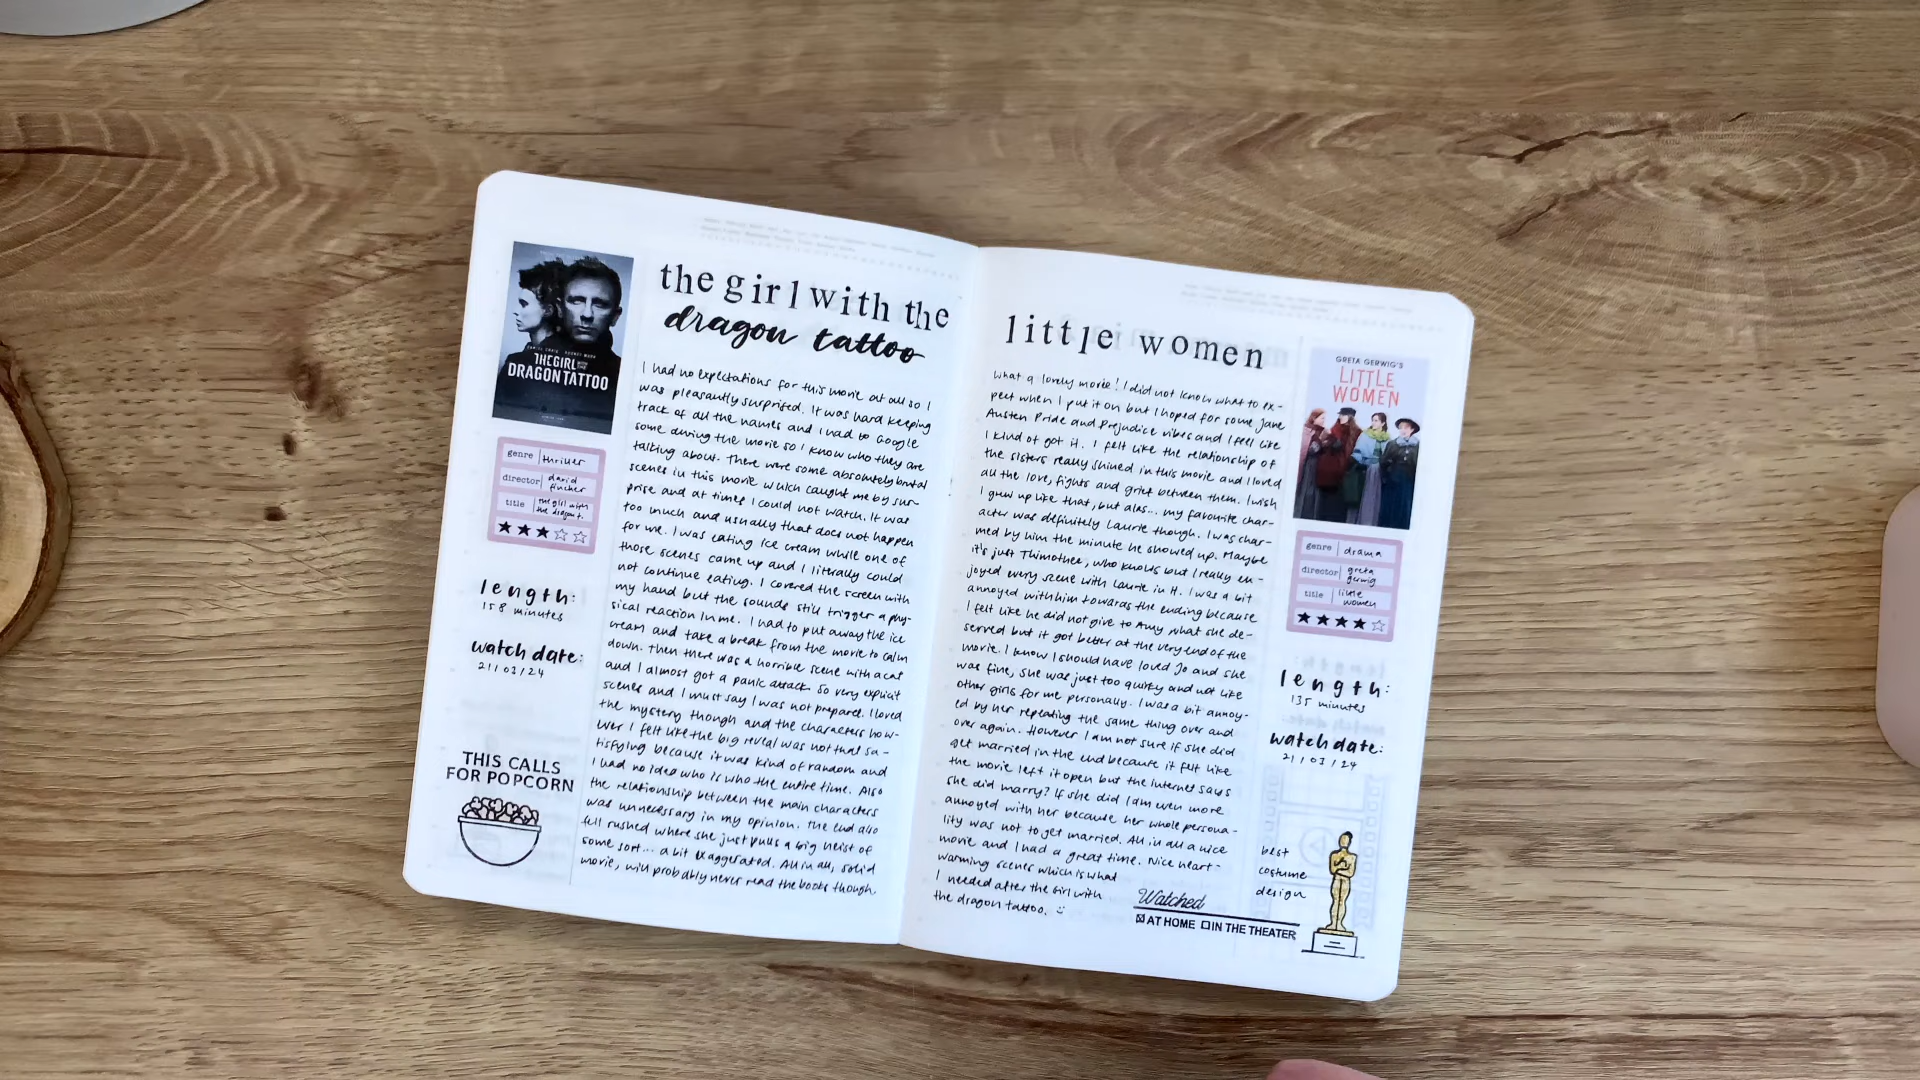 THE GIRL WITH THE
DRAGON TATTOO
genre thriller
director david
fincher
title the girl with
the dragon t.
length:
158 minutes
watch date:
21/03/24
THIS CALLS
FOR POPCORN
the girl with the
dragon tattoo
I had no expectations for this movie at all so I
was pleasantly surprised. It was hard keeping
track of all the names and I had to Google
some during the movie so I know who they are
talking about. There were some absolutely brutal
scenes in this movie which caught me by sur-
prise and at times I could not watch. It was
too much and usually that does not happen
for me. I was eating ice cream while one of
those scenes came up and I literally could
not continue eating. I covered the screen with
my hand but the sounds still trigger a phy-
sical reaction in me. I had to put away the ice
cream and take a break from the movie to calm
down. Then there was a horrible scene with a cat
and I almost got a panic attack. So very explicit
scenes and I must say I was not prepared. I loved
the mystery though and the characters how-
ever I felt like the big reveal was not that sa-
tisfying because it was kind of random and
I had no idea who is who the entire time. Also
the relationship between the main characters
was unnecessary in my opinion. The end also
fell rushed where she just pulls a big heist of
some sort... a bit exaggerated. All in all, solid
movie, will probably never read the books though.
little women
What a lovely movie! I did not know what to ex-
pect when I put it on but I hoped for some Jane
Austen Pride and Prejudice vibes and I feel like
I kind of got it. I felt like the relationship of
the sisters really shined in this movie and I loved
all the love, fights and grief between them. I wish
I grew up like that, but alas... my favourite char-
acter was definitely Laurie though. I was char-
med by him the minute he showed up. Maybe
it's just Thimothee, who knows but I really en-
joyed every scene with Laurie in it. I was a bit
annoyed with him towards the ending because
I felt like he did not give to Amy what she de-
served but it got better at the very end of the
movie. I know I should have loved Jo and she
was fine, she was just too quirky and not like
other girls for me personally. I was a bit annoy-
ed by her repeating the same thing over and
over again. However I am not sure if she did
get married in the end because it felt like
the movie left it open but the internet says
she did marry? If she did I am even more
annoyed with her because her whole persona-
lity was not to get married. All in all a nice
movie and I had a great time. Nice heart-
warming scenes which is what
I needed after the girl with
the dragon tattoo. :)
Watched
AT HOME IN THE THEATER
GRETA GERWIG'S
LITTLE
WOMEN
genre drama
director greta
gerwig
title little
women
length:
135 minutes
watch date:
21/03/24
best
costume
design